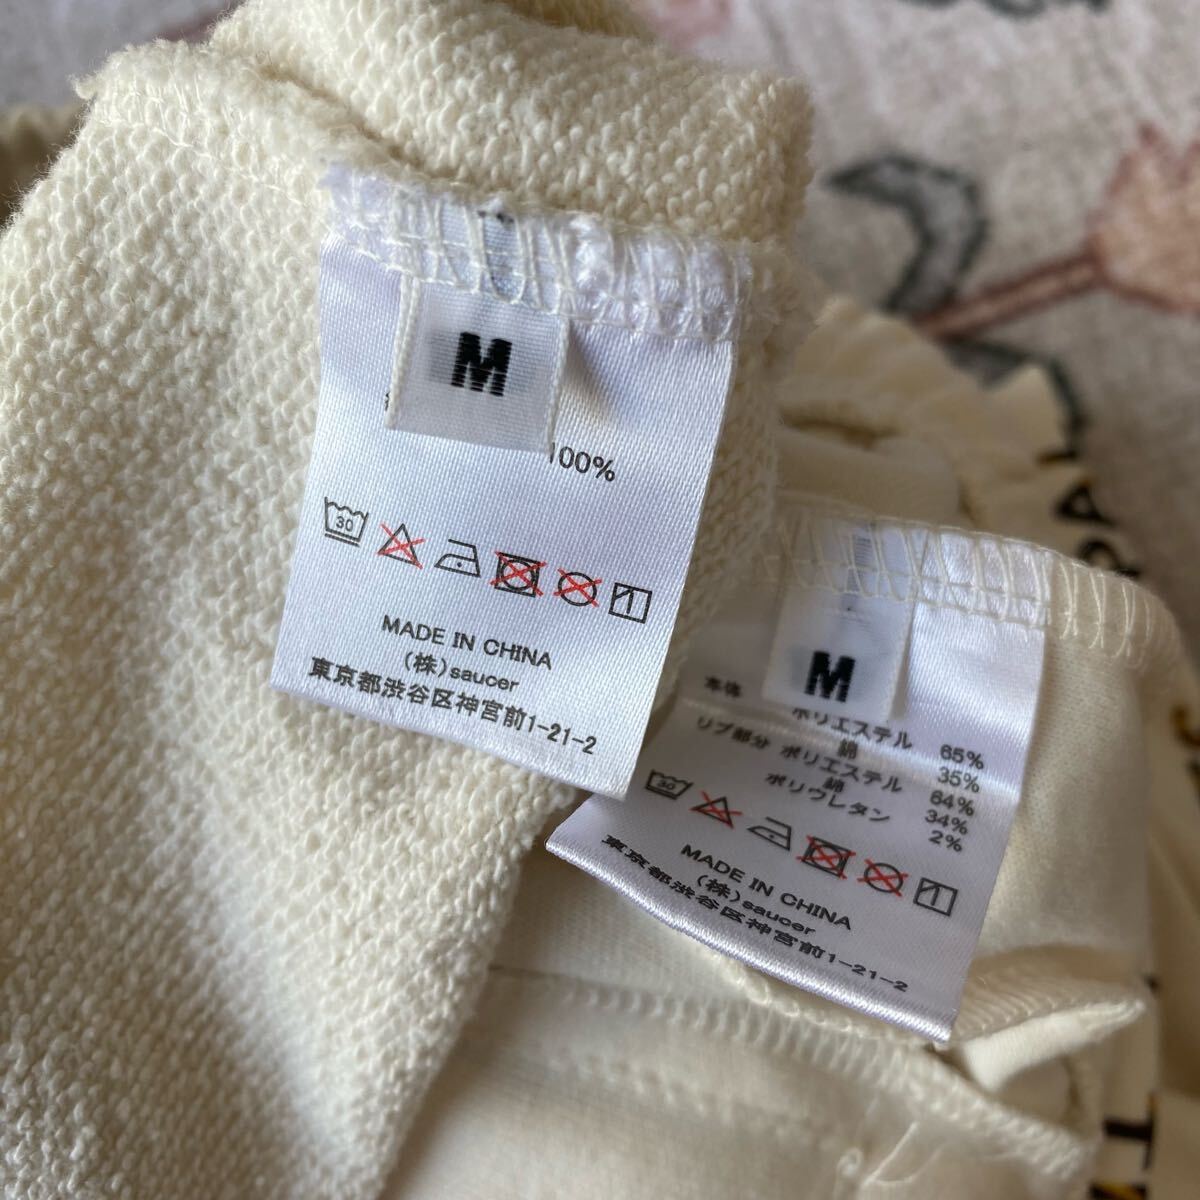 M
100%
30
MADE IN CHINA
(株)saucer
東京都渋谷区神宮前1-21-2
M
本体
ポリエステル 65%
綿 35%
リブ部分 ポリエステル 64%
綿 34%
ポリウレタン 2%
30
MADE IN CHINA
(株)saucer
東京都渋谷区神宮前1-21-2